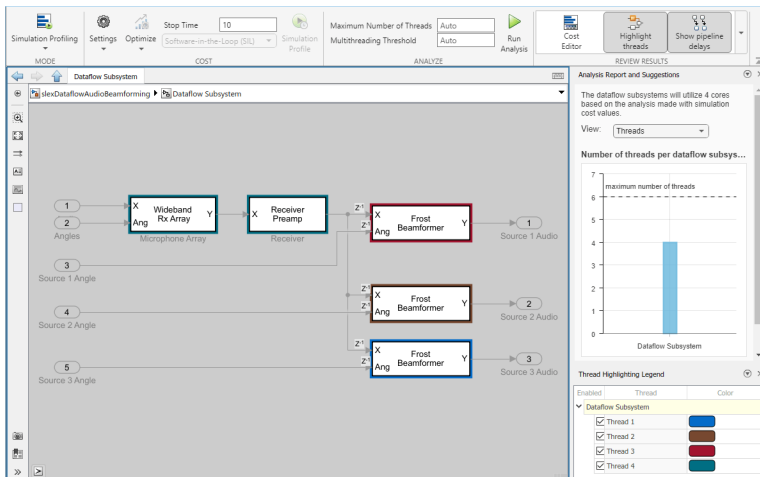 Simulation Profiling
MODE
Settings
Optimize
Stop Time
10
Software-in-the-Loop (SIL)
Simulation
Profile
COST
Maximum Number of Threads
Auto
Multithreading Threshold
Auto
Run
Analysis
ANALYZE
Cost
Editor
Highlight
threads
Show pipeline
delays
REVIEW RESULTS
Dataflow Subsystem
slexDataflowAudioBeamforming
Dataflow Subsystem
1
2
Angles
X
Ang
Wideband
Rx Array
Y
Microphone Array
X
Receiver
Preamp
Receiver
Z-1
Z-1
X
Ang
Frost
Beamformer
Y
1
Source 1 Audio
3
Source 1 Angle
Z-1
Z-1
X
Ang
Frost
Beamformer
Y
2
Source 2 Audio
4
Source 2 Angle
Z-1
Z-1
X
Ang
Frost
Beamformer
Y
3
Source 3 Audio
5
Source 3 Angle
Analysis Report and Suggestions
The dataflow subsystems will utilize 4 cores
based on the analysis made with simulation
cost values.
View:
Threads
Number of threads per dataflow subsys...
7
maximum number of threads
6
5
4
3
2
1
0
Dataflow Subsystem
Thread Highlighting Legend
Enabled
Thread
Color
Dataflow Subsystem
Thread 1
Thread 2
Thread 3
Thread 4